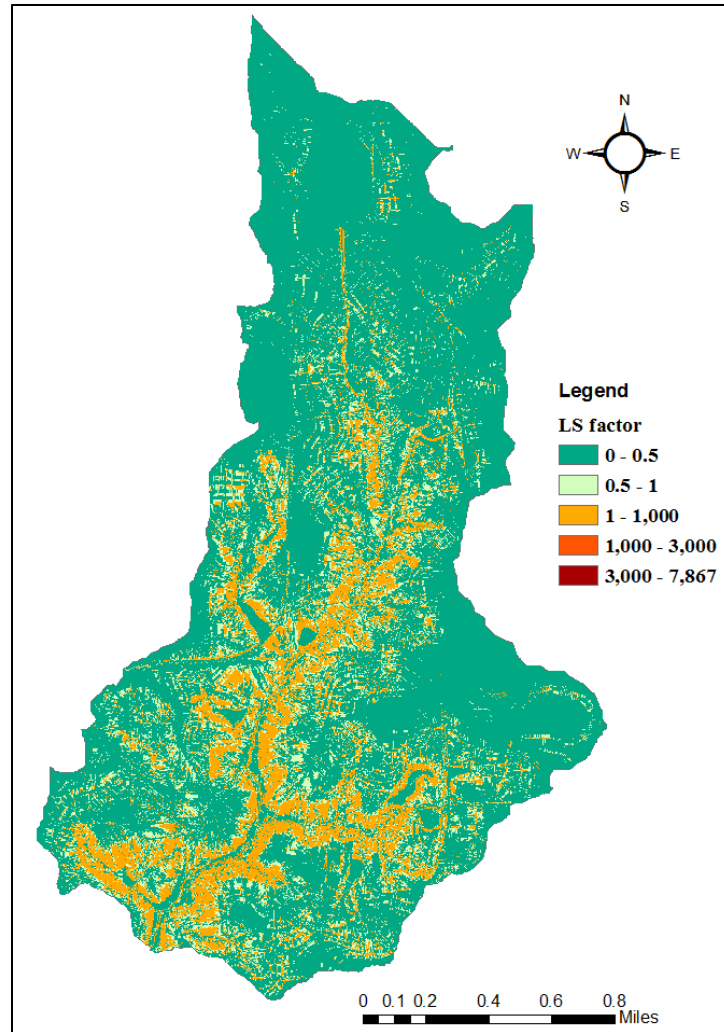 N
W E
S
Legend
LS factor
0 - 0.5
0.5 - 1
1 - 1,000
1,000 - 3,000
3,000 - 7,867
0 0.1 0.2 0.4 0.6 0.8
Miles